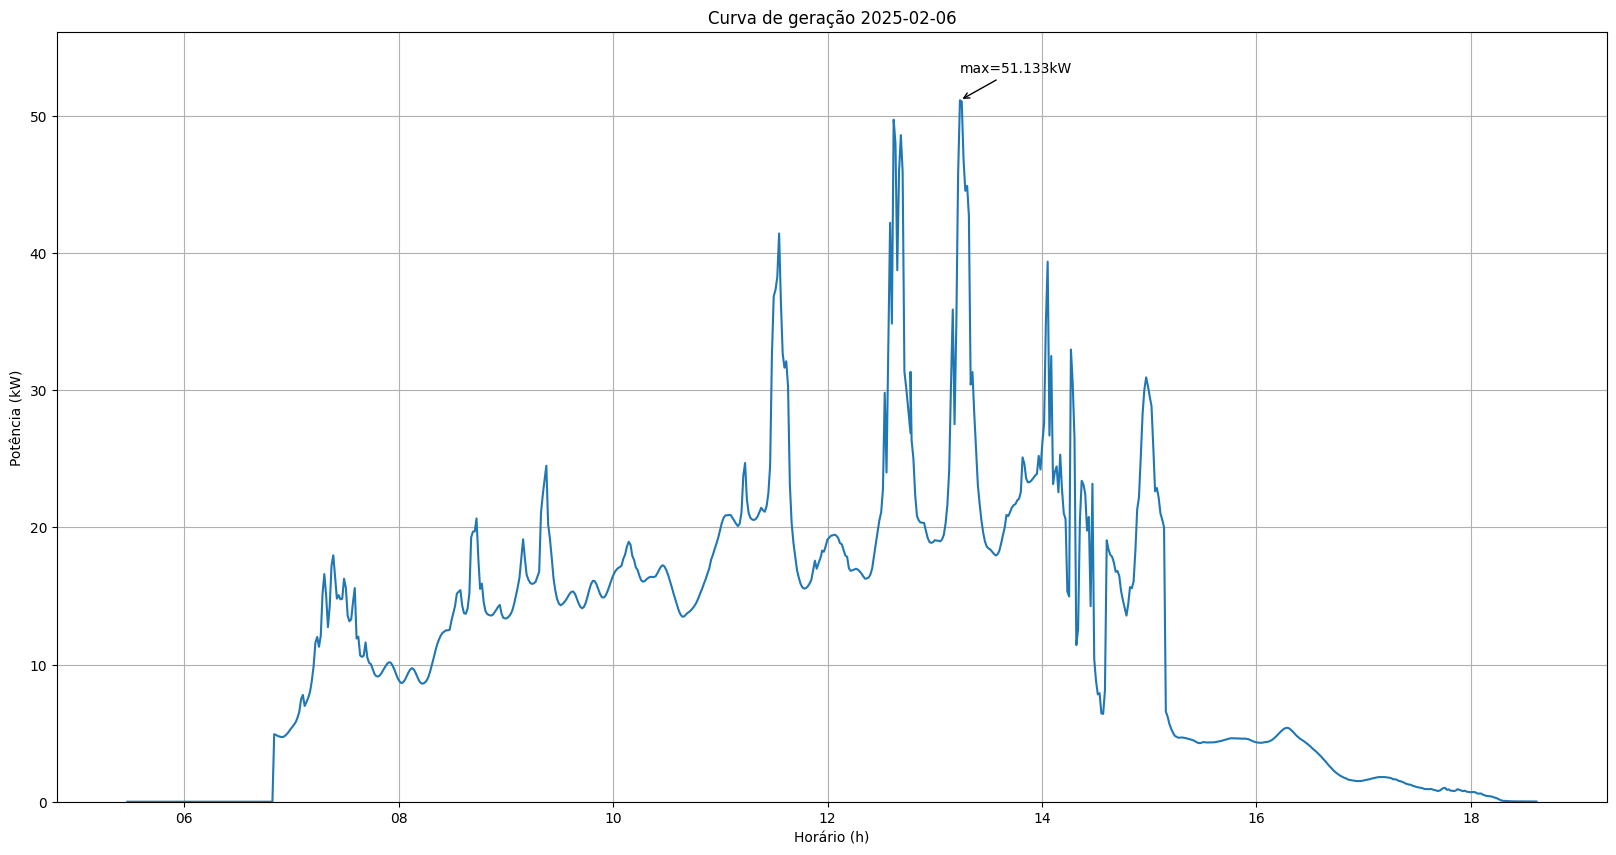 Curva de geração 2025-02-06
max=51.133kW
Potência (kW)
50
40
30
20
10
0
06 08 10 12 14 16 18
Horário (h)